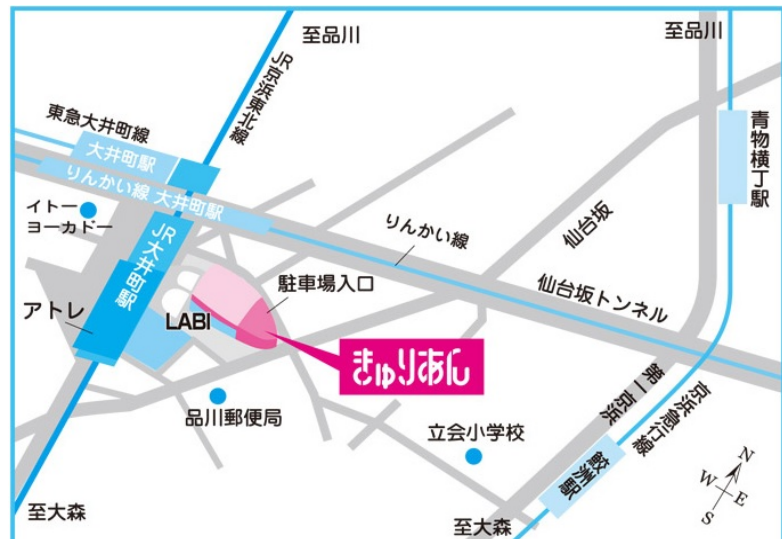 至品川
至品川
JR京浜東北線
東急大井町線
大井町駅
りんかい線 大井町駅
青物横丁駅
イトー
ヨーカドー
りんかい線
仙台坂
JR大井町駅
駐車場入口
仙台坂トンネル
アトレ
LABI
きゅりあん
第一京浜
京浜急行線
品川郵便局
立会小学校
鮫洲駅
N
W
E
S
至大森
至大森